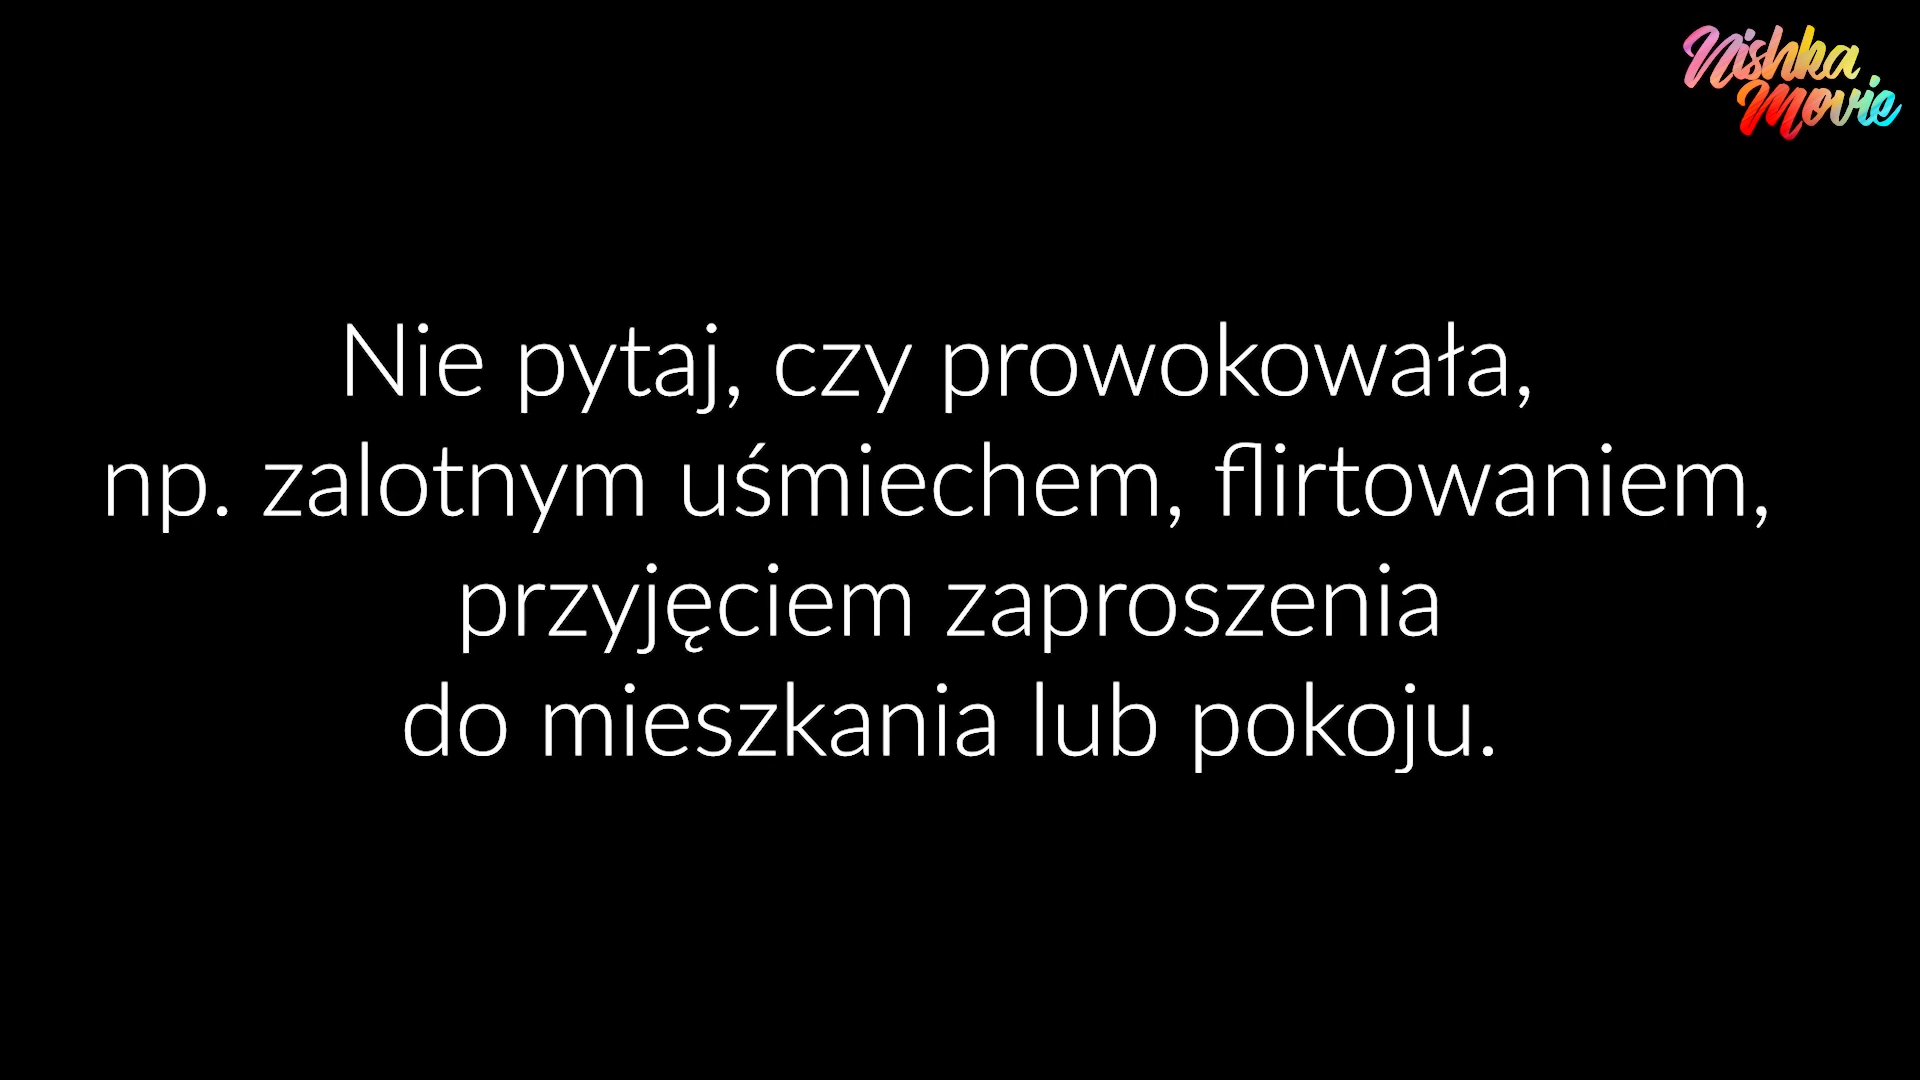 Nishka
Movie
Nie pytaj, czy prowokowała,
np. zalotnym uśmiechem, flirtowaniem,
przyjęciem zaproszenia
do mieszkania lub pokoju.